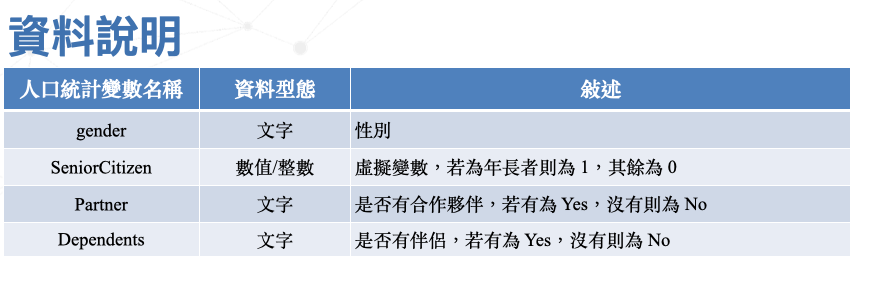 資料說明
人口統計變數名稱 資料型態 敍述
gender 文字 性別
SeniorCitizen 數值/整數 虛擬變數，若為年長者則為 1，其餘為 0
Partner 文字 是否有合作夥伴，若有為 Yes，沒有則為 No
Dependents 文字 是否有伴侶，若有為 Yes，沒有則為 No